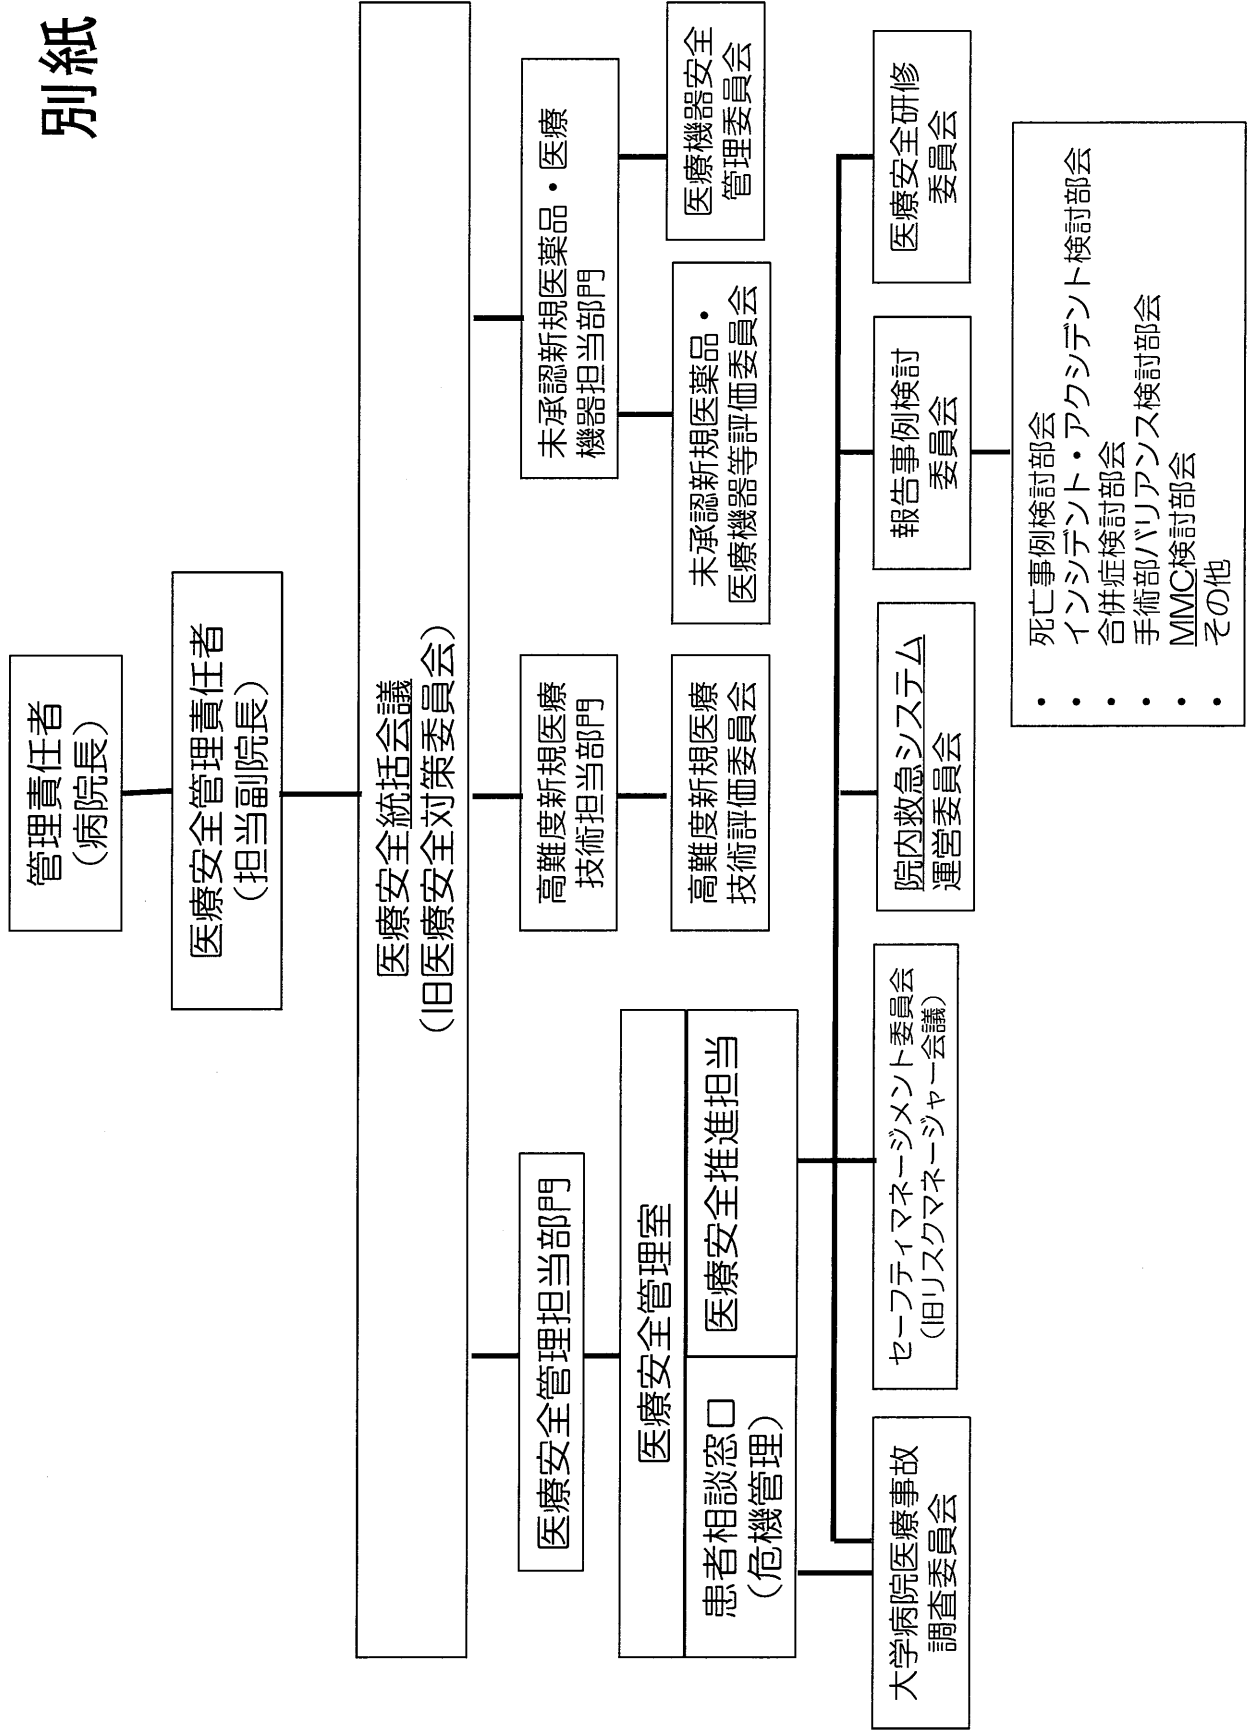 別紙
管理責任者
（病院長）
医療安全管理責任者
（担当副院長）
医療安全統括会議
（旧医療安全対策委員会）
医療安全管理担当部門
高難度新規医療
技術担当部門
未承認新規医薬品・医療
機器担当部門
医療安全管理室
患者相談窓口
（危機管理）
医療安全推進担当
高難度新規医療
技術評価委員会
未承認新規医薬品・
医療機器等評価委員会
医療機器安全
管理委員会
大学病院医療事故
調査委員会
セーフティマネージメント委員会
（旧リスクマネージャー会議）
院内救急システム
運営委員会
報告事例検討
委員会
医療安全研修
委員会
・ 死亡事例検討部会
・ インシデント・アクシデント検討部会
・ 合併症検討部会
・ 手術部バリアンス検討部会
・ MMC検討部会
・ その他